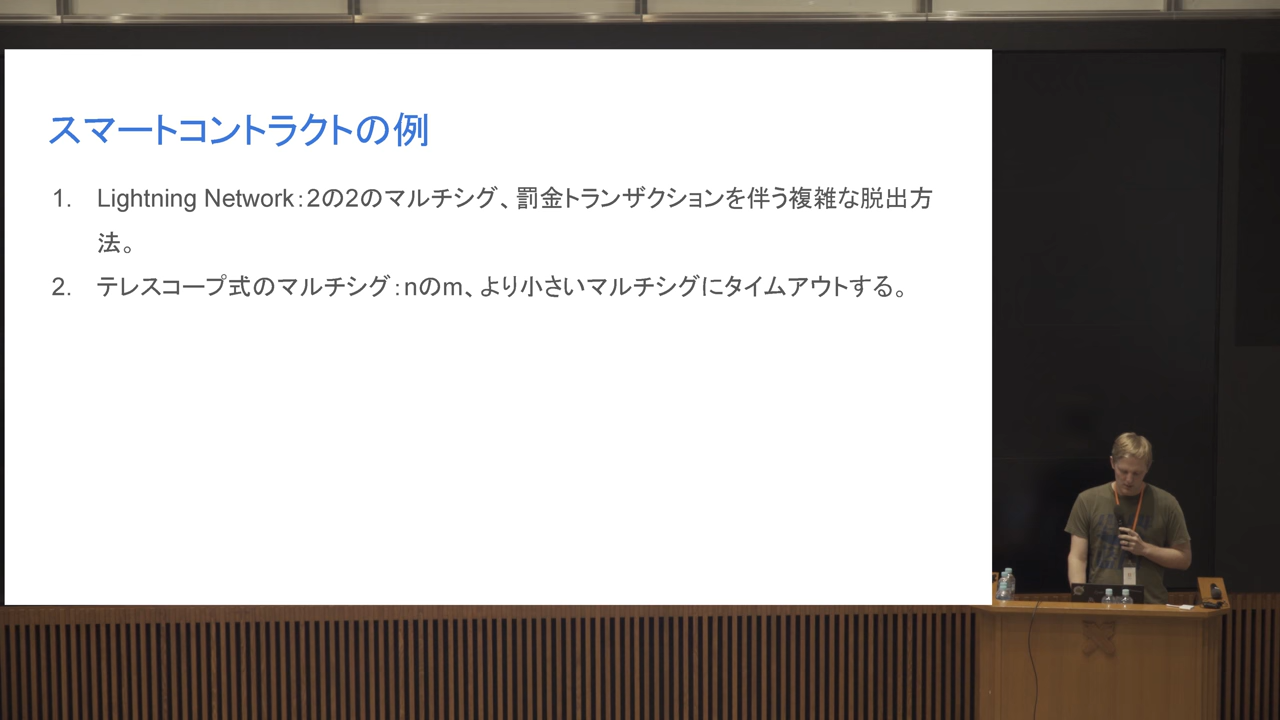 スマートコントラクトの例
1. Lightning Network：2の2のマルチシグ、罰金トランザクションを伴う複雑な脱出方
法。
2. テレスコープ式のマルチシグ：nのm、より小さいマルチシグにタイムアウトする。